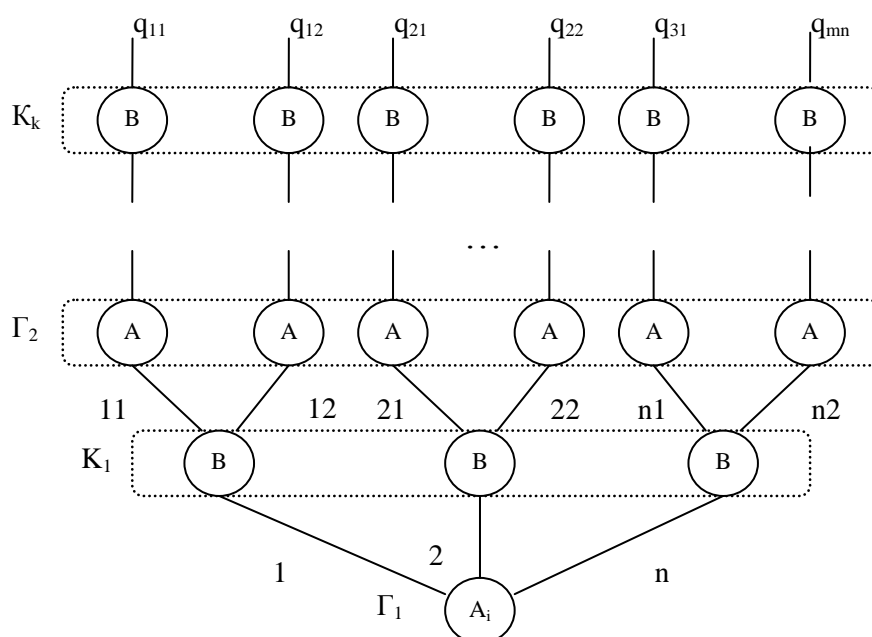 q11 q12 q21 q22 q31 qmn
Kk B B B B B B
...
Γ2 A A A A A A
11 12 21 22 n1 n2
K1 B B B
1 2 n
Γ1 Ai